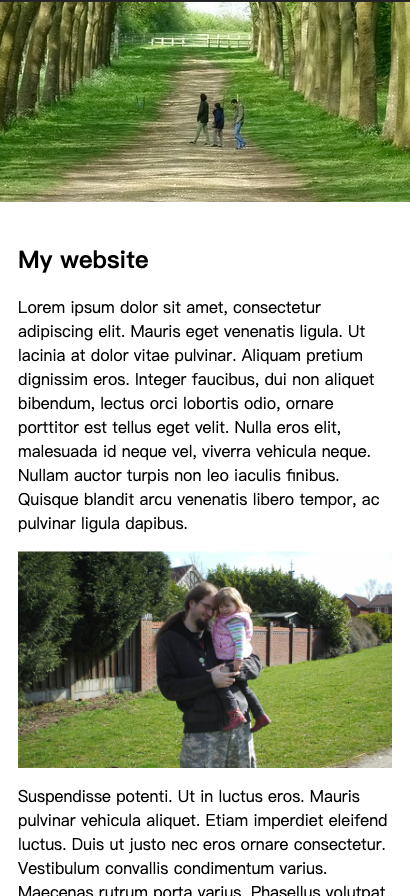 My website
Lorem ipsum dolor sit amet, consectetur
adipiscing elit. Mauris eget venenatis ligula. Ut
lacinia at dolor vitae pulvinar. Aliquam pretium
dignissim eros. Integer faucibus, dui non aliquet
bibendum, lectus orci lobortis odio, ornare
porttitor est tellus eget velit. Nulla eros elit,
malesuada id neque vel, viverra vehicula neque.
Nullam auctor turpis non leo iaculis finibus.
Quisque blandit arcu venenatis libero tempor, ac
pulvinar ligula dapibus.
Suspendisse potenti. Ut in luctus eros. Mauris
pulvinar vehicula aliquet. Etiam imperdiet eleifend
luctus. Duis ut justo nec eros ornare consectetur.
Vestibulum convallis condimentum varius.
Maecenas rutrum porta varius. Phasellus volutpat